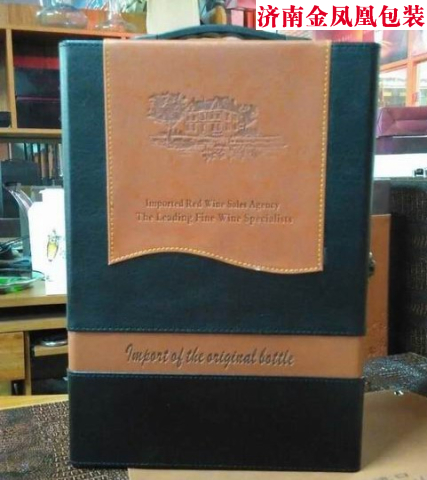 济南金凤凰包装
Imported Red Wine Sales Agency
The Leading Fine Wine Specialists
Import of the original bottle